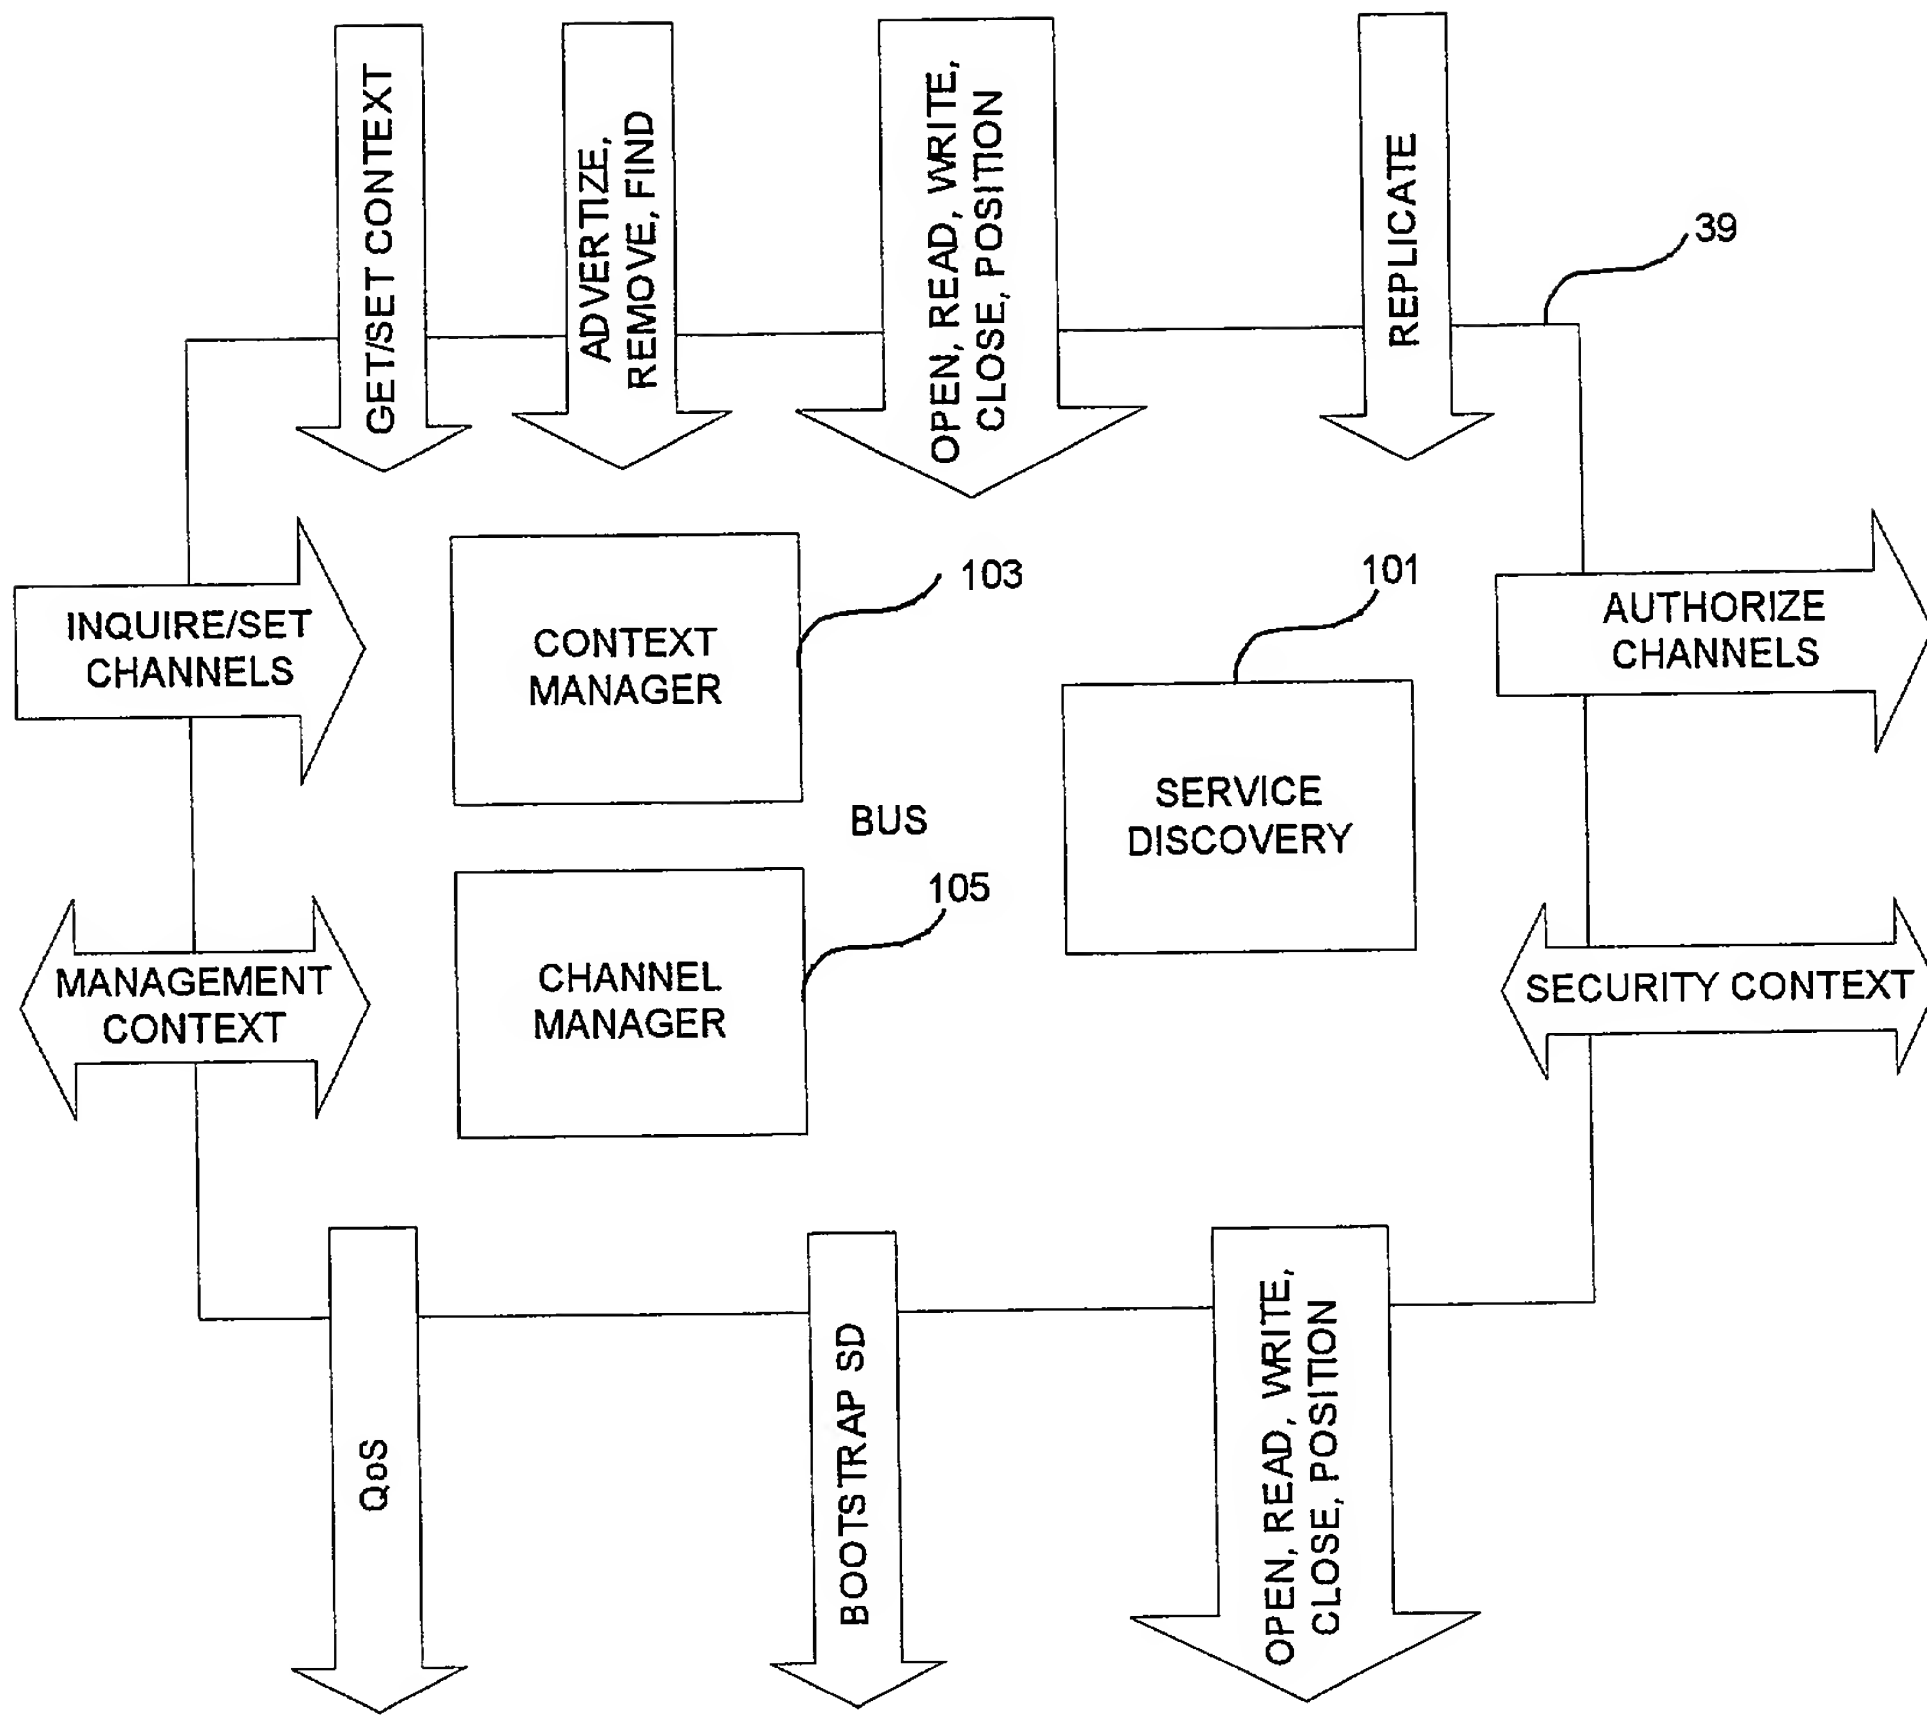 GET/SET CONTEXT
ADVERTIZE,
REMOVE, FIND
OPEN, READ, WRITE,
CLOSE, POSITION
REPLICATE
39
INQUIRE/SET
CHANNELS
CONTEXT
MANAGER
103
101
AUTHORIZE
CHANNELS
SERVICE
DISCOVERY
BUS
MANAGEMENT
CONTEXT
CHANNEL
MANAGER
105
SECURITY CONTEXT
QoS
BOOTSTRAP SD
OPEN, READ, WRITE,
CLOSE, POSITION